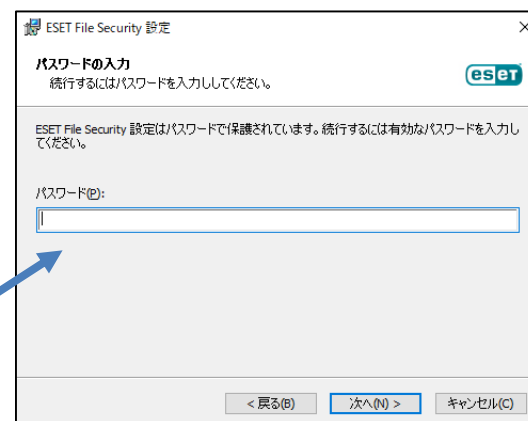 ESET File Security 設定
パスワードの入力
続行するにはパスワードを入力ししてください。
eseт
ESET File Security 設定はパスワードで保護されています。続行するには有効なパスワードを入力し
てください。
パスワード(P):
< 戻る(B)
次へ(N) >
キャンセル(C)